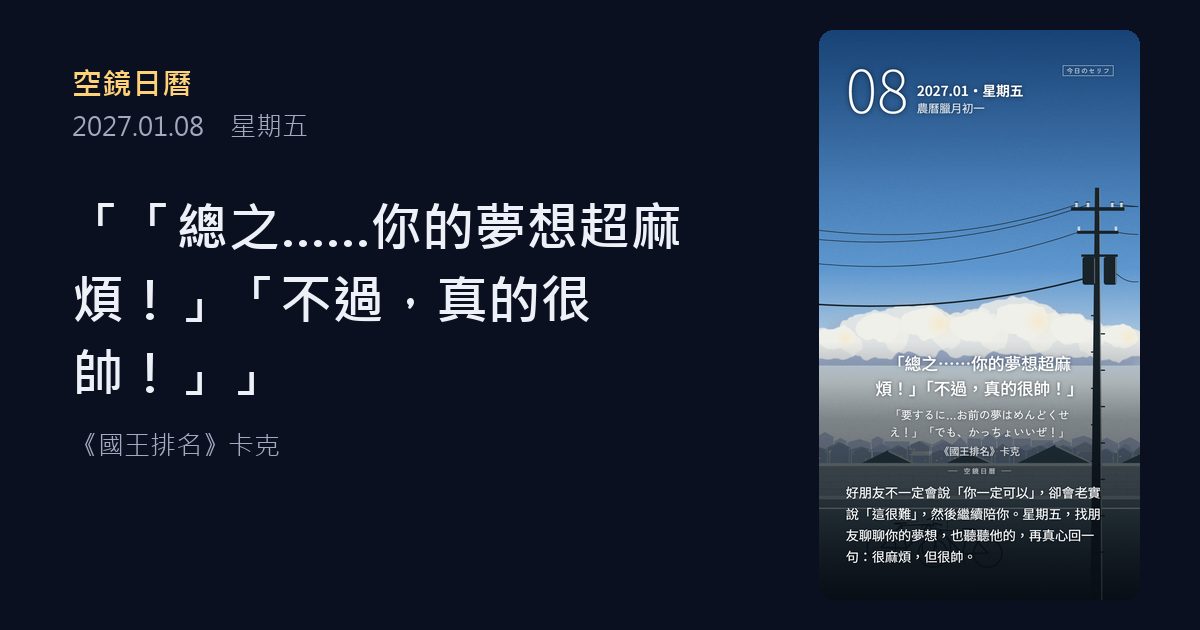 空鏡日曆
2027.01.08　星期五
「「總之……你的夢想超麻
煩！」「不過，真的很
帥！」」
《國王排名》卡克
08
2027.01・星期五
農曆臘月初一
今日のセリフ
「總之……你的夢想超麻
煩！」「不過，真的很帥！」
「要するに…お前の夢はめんどくせ
え！」「でも、かっちょいいぜ！」
《國王排名》卡克
— 空鏡日曆 —
好朋友不一定會說「你一定可以」，卻會老實
說「這很難」，然後繼續陪你。星期五，找朋
友聊聊你的夢想，也聽聽他的，再真心回一
句：很麻煩，但很帥。